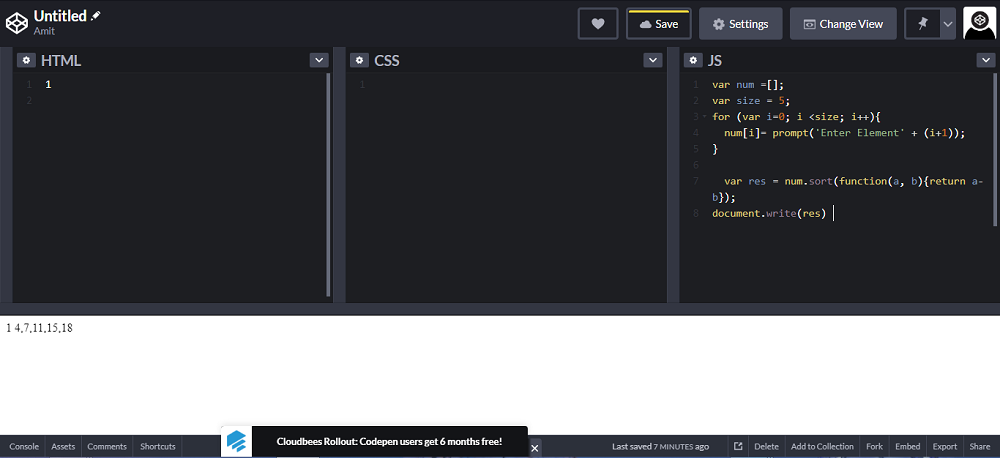 Untitled
Amit
Save
Settings
Change View
HTML
CSS
JS
1 1
2
1
1 var num =[];
2 var size = 5;
3 for (var i=0; i <size; i++){
4 num[i]= prompt('Enter Element' + (i+1));
5 }
6
7 var res = num.sort(function(a, b){return a-
b});
8 document.write(res)
1 4,7,11,15,18
Console Assets Comments Shortcuts
Cloudbees Rollout: Codepen users get 6 months free!
Last saved 7 MINUTES ago
Delete Add to Collection Fork Embed Export Share